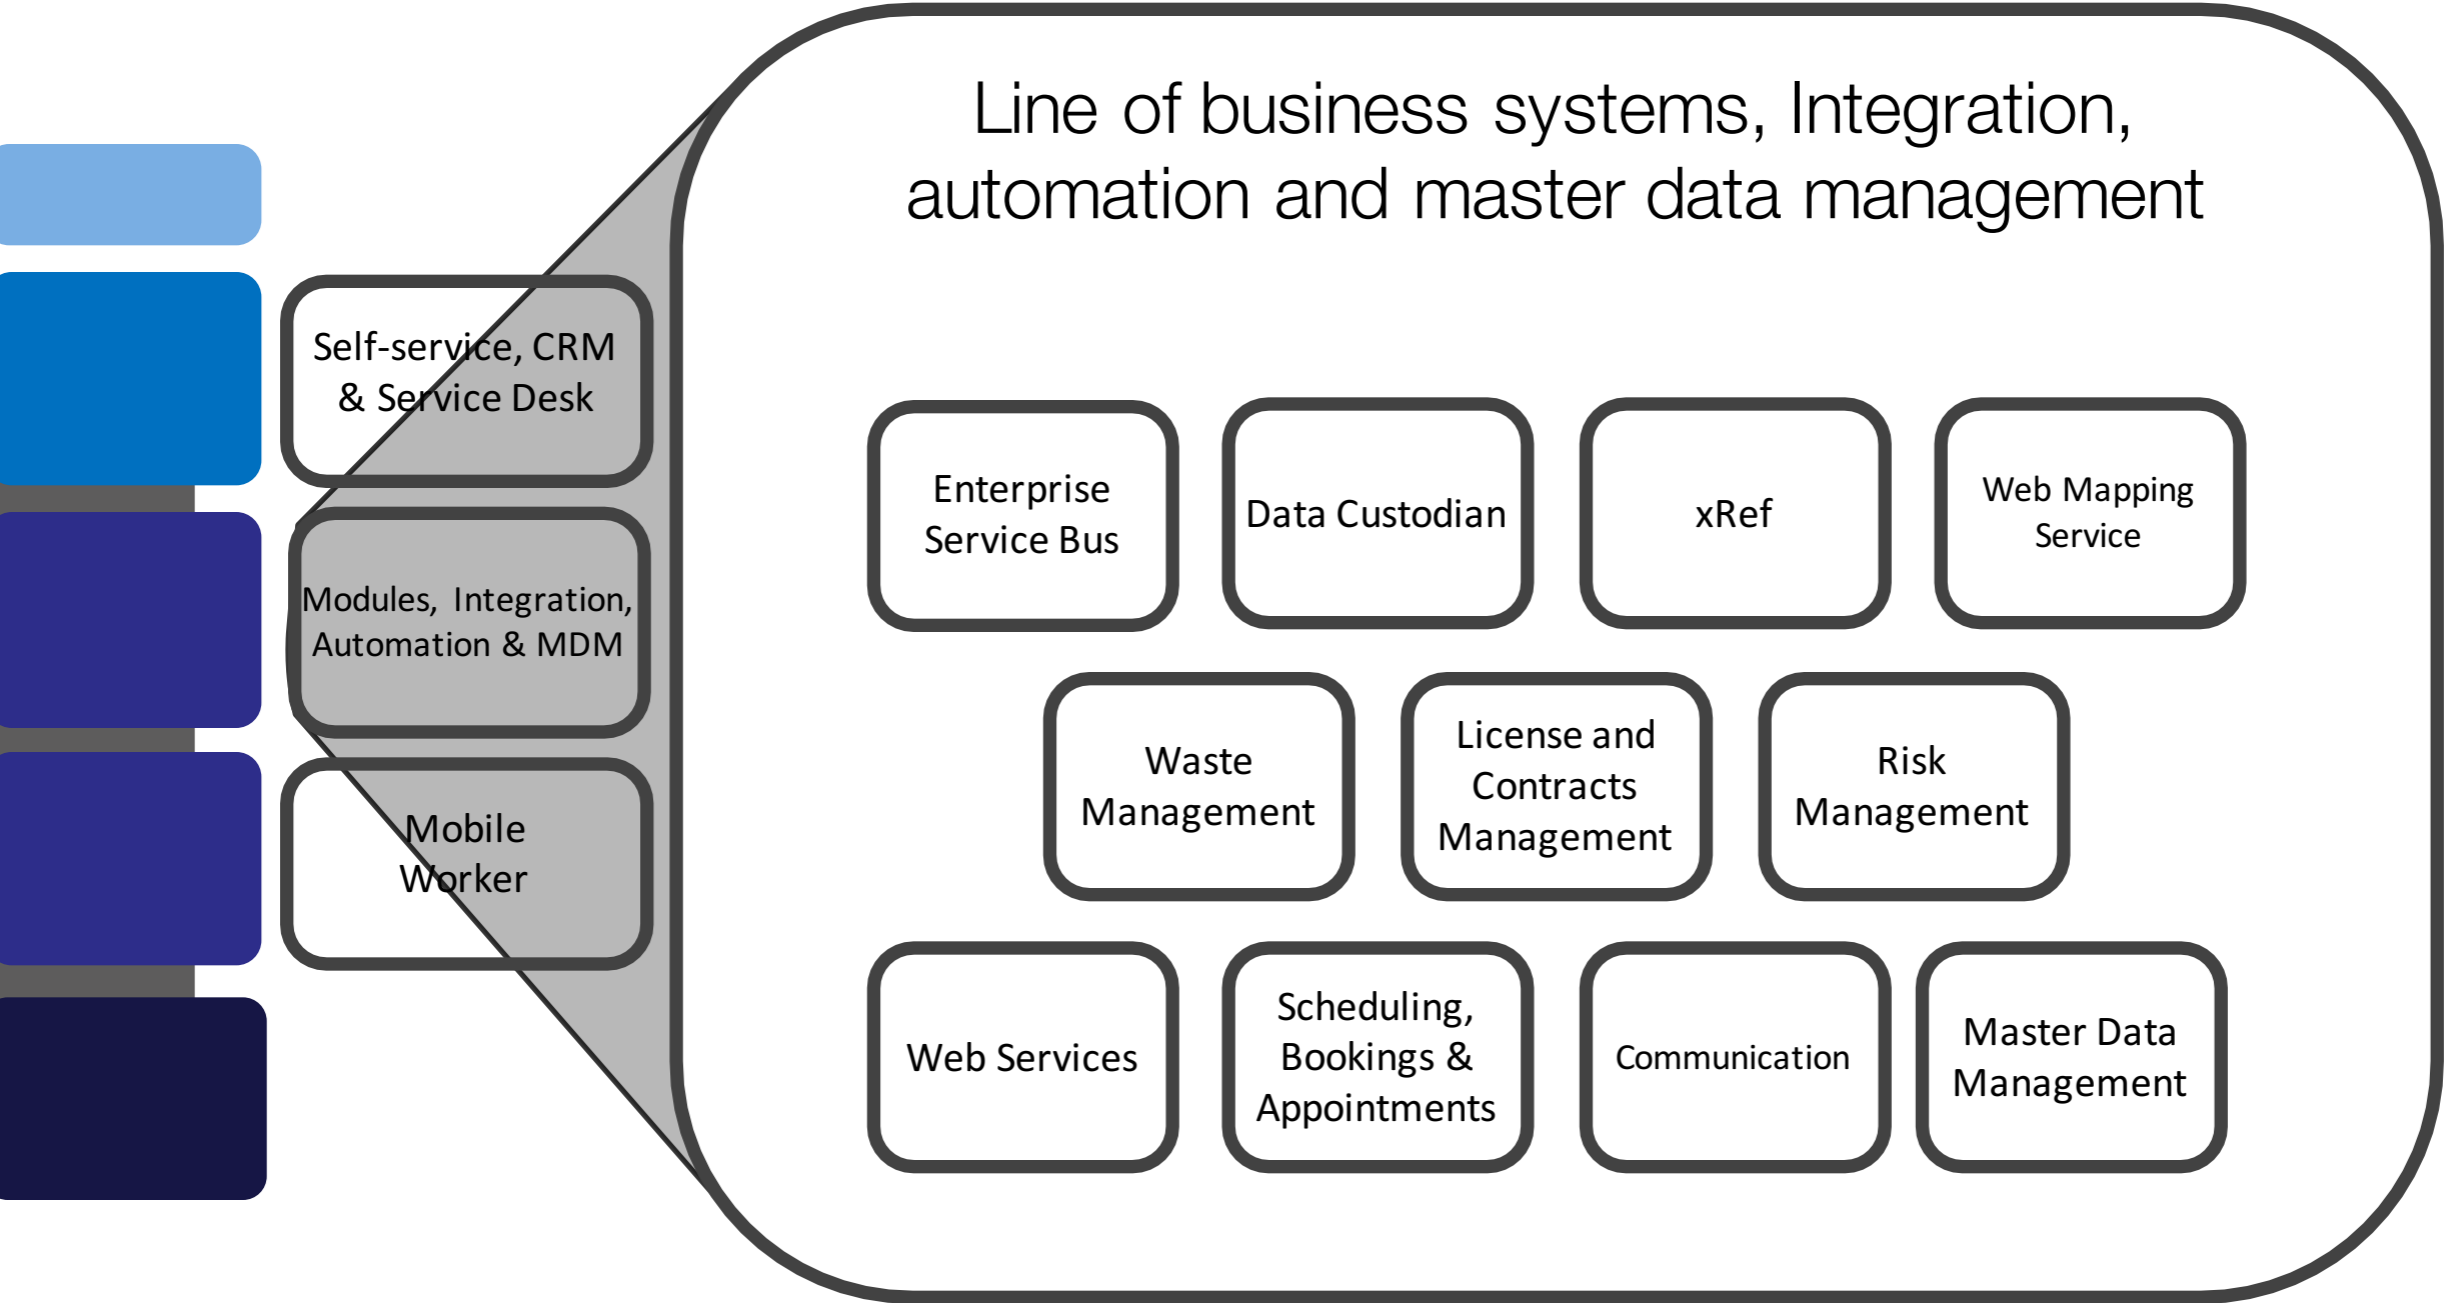 Line of business systems, Integration,
automation and master data management
Self-service, CRM
& Service Desk
Modules, Integration,
Automation & MDM
Mobile
Worker
Enterprise
Service Bus
Data Custodian
xRef
Web Mapping
Service
Waste
Management
License and
Contracts
Management
Risk
Management
Web Services
Scheduling,
Bookings &
Appointments
Communication
Master Data
Management